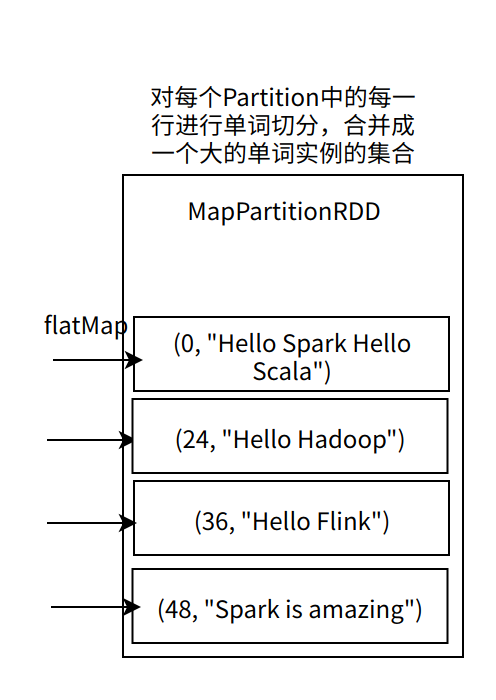 对每个Partition中的每一
行进行单词切分，合并成
一个大的单词实例的集合
MapPartitionRDD
flatMap
(0, "Hello Spark Hello
Scala")
(24, "Hello Hadoop")
(36, "Hello Flink")
(48, "Spark is amazing")